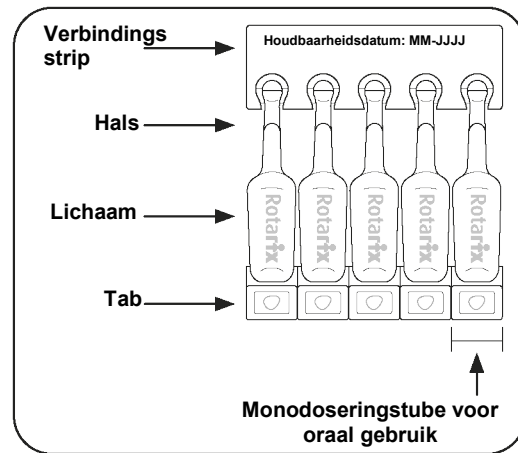 Verbindings
strip
Houdbaarheidsdatum: MM-JJJJ
Hals
Lichaam
Rotarix Rotarix Rotarix Rotarix Rotarix
Tab
Monodoseringstube voor
oraal gebruik